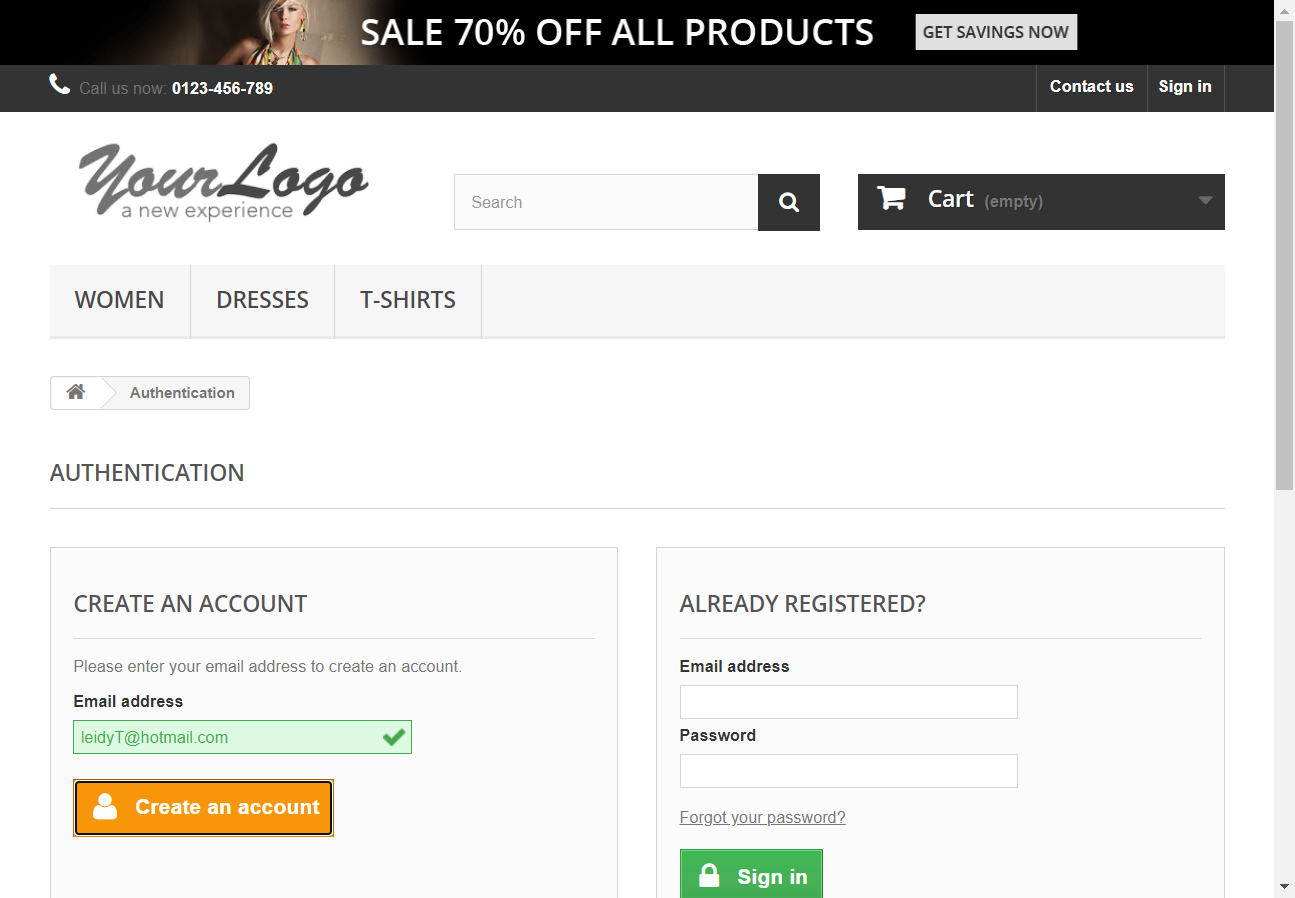 SALE 70% OFF ALL PRODUCTS GET SAVINGS NOW
Call us now: 0123-456-789 Contact us Sign in
Your Logo
a new experience
Search
Cart (empty)
WOMEN DRESSES T-SHIRTS
Authentication
AUTHENTICATION
CREATE AN ACCOUNT
Please enter your email address to create an account.
Email address
leidyT@hotmail.com
Create an account
ALREADY REGISTERED?
Email address
Password
Forgot your password?
Sign in